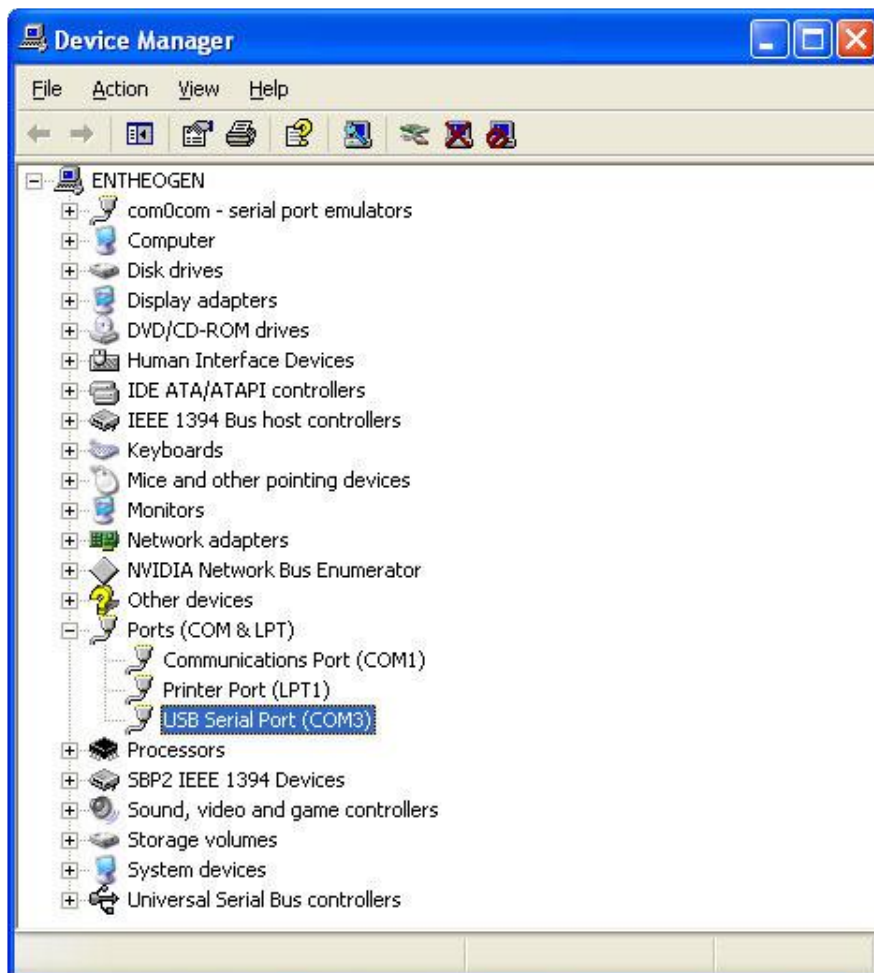 Device Manager
File Action View Help
ENTHEOGEN
com0com - serial port emulators
Computer
Disk drives
Display adapters
DVD/CD-ROM drives
Human Interface Devices
IDE ATA/ATAPI controllers
IEEE 1394 Bus host controllers
Keyboards
Mice and other pointing devices
Monitors
Network adapters
NVIDIA Network Bus Enumerator
Other devices
Ports (COM & LPT)
Communications Port (COM1)
Printer Port (LPT1)
USB Serial Port (COM3)
Processors
SBP2 IEEE 1394 Devices
Sound, video and game controllers
Storage volumes
System devices
Universal Serial Bus controllers